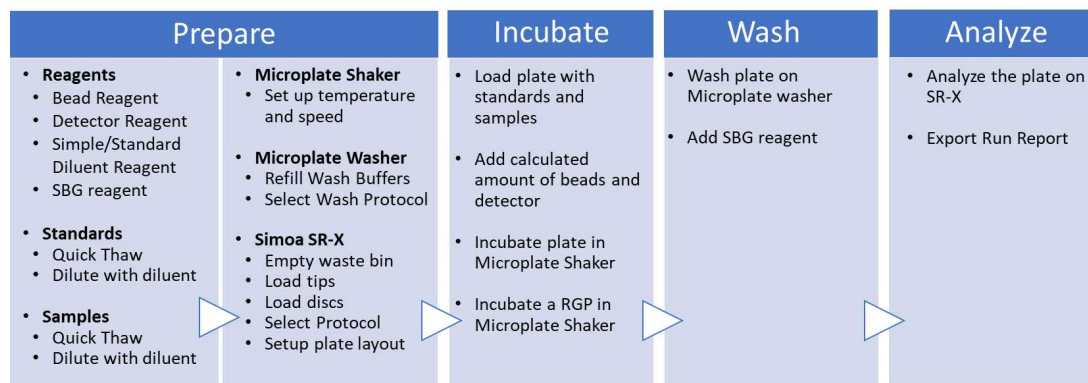 Prepare
• Reagents
• Bead Reagent
• Detector Reagent
• Simple/Standard
Diluent Reagent
• SBG reagent
• Standards
• Quick Thaw
• Dilute with diluent
• Samples
• Quick Thaw
• Dilute with diluent
• Microplate Shaker
• Set up temperature
and speed
• Microplate Washer
• Refill Wash Buffers
• Select Wash Protocol
• Simoa SR-X
• Empty waste bin
• Load tips
• Load discs
• Select Protocol
• Setup plate layout
Incubate
• Load plate with
standards and
samples
• Add calculated
amount of beads and
detector
• Incubate plate in
Microplate Shaker
• Incubate a RGP in
Microplate Shaker
Wash
• Wash plate on
Microplate washer
• Add SBG reagent
Analyze
• Analyze the plate on
SR-X
• Export Run Report